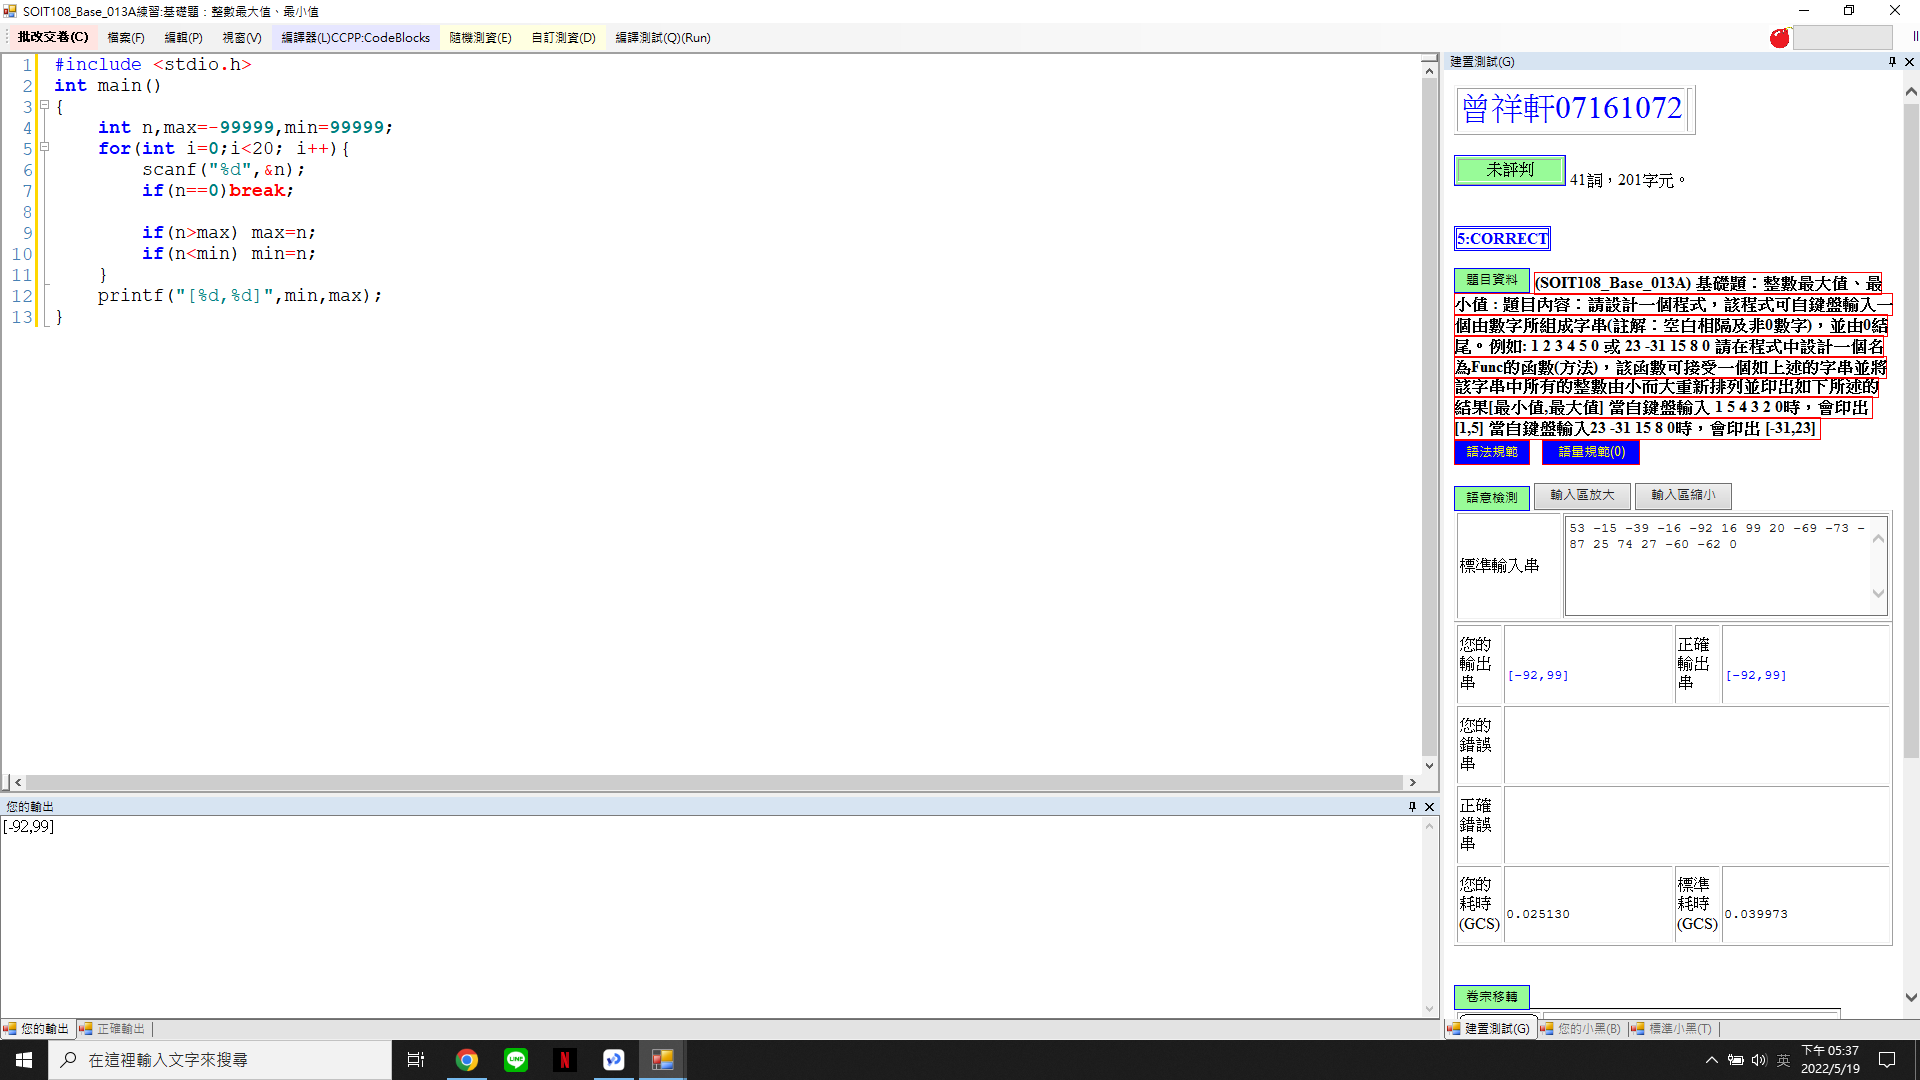 SOIT108_Base_013A練習:基礎題：整數最大值、最小值
批改交卷(C) 檔案(F) 編輯(P) 視窗(V) 編譯器(L)CCPP:CodeBlocks 隨機測資(E) 自訂測資(D) 編譯測試(Q)(Run)
1 #include <stdio.h>
2 int main()
3 {
4 int n,max=-99999,min=99999;
5 for(int i=0;i<20; i++){
6 scanf("%d",&n);
7 if(n==0)break;
8
9 if(n>max) max=n;
10 if(n<min) min=n;
11 }
12 printf("[%d,%d]",min,max);
13 }
您的輸出
[-92,99]
您的輸出 正確輸出
建置測試(G)
曾祥軒07161072
未評判 41詞，201字元。
5:CORRECT
題目資料 (SOIT108_Base_013A) 基礎題：整數最大值、最
小值：題目內容：請設計一個程式，該程式可自鍵盤輸入一
個由數字所組成字串(註解：空白相隔及非0數字)，並由0結
尾。例如: 1 2 3 4 5 0 或 23 -31 15 8 0 請在程式中設計一個名
為Func的函數(方法)，該函數可接受一個如上述的字串並將
該字串中所有的整數由小而大重新排列並印出如下所述的
結果[最小值,最大值] 當自鍵盤輸入 1 5 4 3 2 0時，會印出
[1,5] 當自鍵盤輸入23 -31 15 8 0時，會印出 [-31,23]
語法規範 語量規範(0)
語意檢測 輸入區放大 輸入區縮小
標準輸入串
53 -15 -39 -16 -92 16 99 20 -69 -73 -
87 25 74 27 -60 -62 0
您的
輸出
串
[-92,99]
正確
輸出
串
[-92,99]
您的
錯誤
串
正確
錯誤
串
您的
耗時
(GCS)
0.025130
標準
耗時
(GCS)
0.039973
卷宗移轉
建置測試(G) 您的小黑(B) 標準小黑(T)
在這裡輸入文字來搜尋
LINE
N
英
下午 05:37
2022/5/19